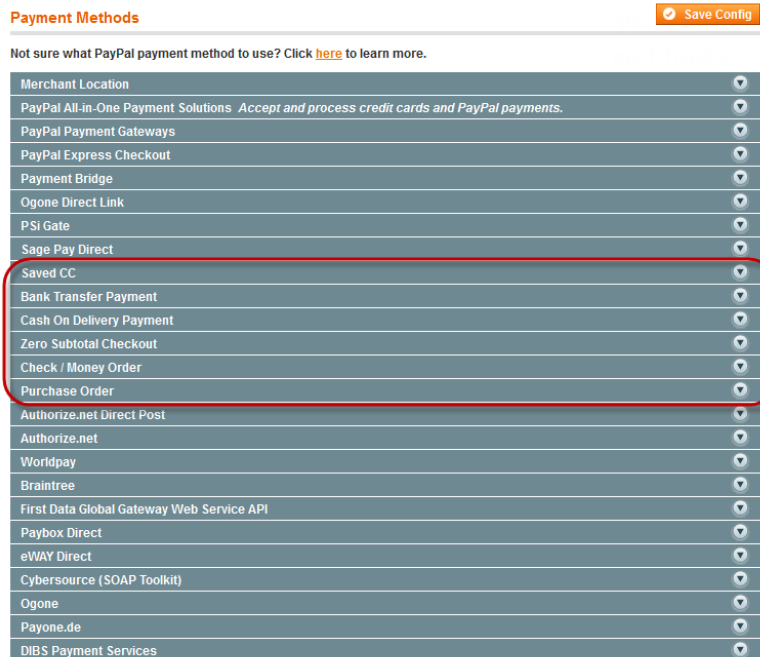 Payment Methods
Save Config
Not sure what PayPal payment method to use? Click here to learn more.
Merchant Location
PayPal All-in-One Payment Solutions Accept and process credit cards and PayPal payments.
PayPal Payment Gateways
PayPal Express Checkout
Payment Bridge
Ogone Direct Link
PSi Gate
Sage Pay Direct
Saved CC
Bank Transfer Payment
Cash On Delivery Payment
Zero Subtotal Checkout
Check / Money Order
Purchase Order
Authorize.net Direct Post
Authorize.net
Worldpay
Braintree
First Data Global Gateway Web Service API
Paybox Direct
eWAY Direct
Cybersource (SOAP Toolkit)
Ogone
Payone.de
DIBS Payment Services